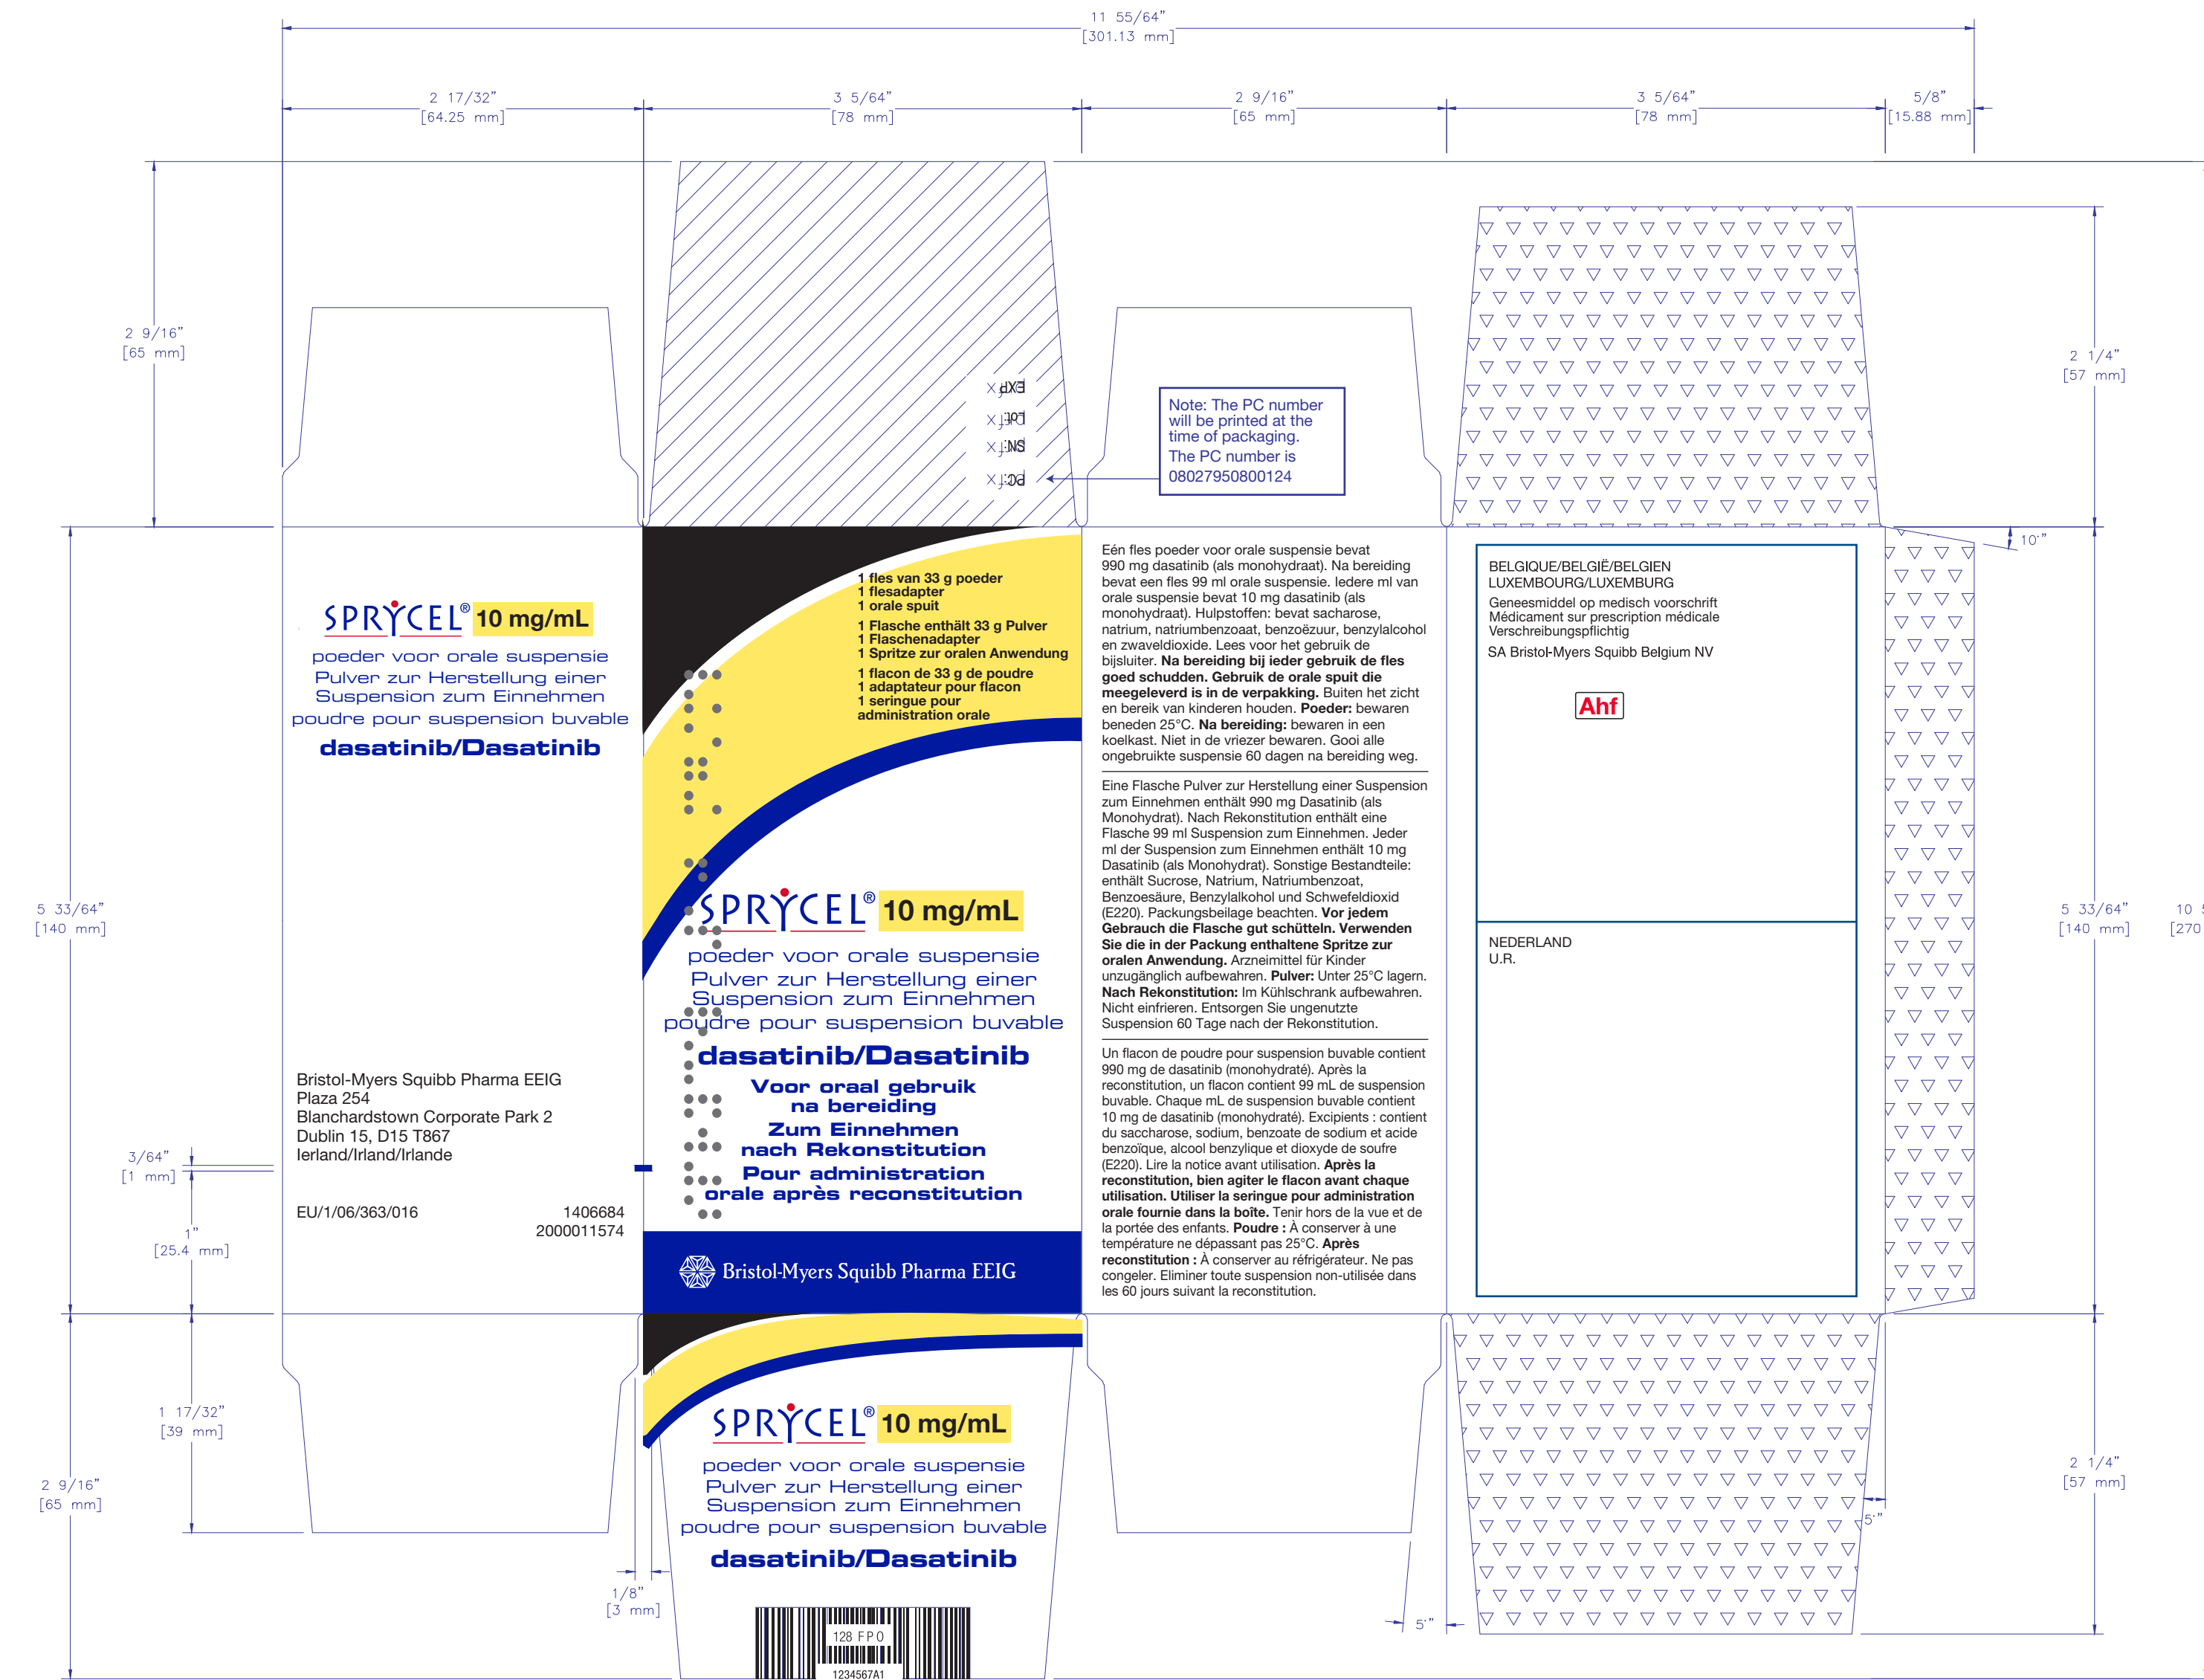 11 55/64”
[301.13 mm]
2 17/32”
[64.25 mm]
3 5/64”
[78 mm]
2 9/16”
[65 mm]
3 5/64”
[78 mm]
5/8”
[15.88 mm]
2 9/16”
[65 mm]
2 1/4”
[57 mm]
EXP
Lot:
SN:
PC:
Note: The PC number
will be printed at the
time of packaging.
The PC number is
08027950800124
10°”
5 33/64”
[140 mm]
SPRYCEL® 10 mg/mL
poeder voor orale suspensie
Pulver zur Herstellung einer
Suspension zum Einnehmen
poudre pour suspension buvable
dasatinib/Dasatinib
Bristol-Myers Squibb Pharma EEIG
Plaza 254
Blanchardstown Corporate Park 2
Dublin 15, D15 T867
Ierland/Irland/Irlande
EU/1/06/363/016
1406684
2000011574
3/64”
[1 mm]
1”
[25.4 mm]
1 fles van 33 g poeder
1 flesadapter
1 orale spuit
1 Flasche enthält 33 g Pulver
1 Flaschenadapter
1 Spritze zur oralen Anwendung
1 flacon de 33 g de poudre
1 adaptateur pour flacon
1 seringue pour
administration orale
SPRYCEL® 10 mg/mL
poeder voor orale suspensie
Pulver zur Herstellung einer
Suspension zum Einnehmen
poudre pour suspension buvable
dasatinib/Dasatinib
Voor oraal gebruik
na bereiding
Zum Einnehmen
nach Rekonstitution
Pour administration
orale après reconstitution
Bristol-Myers Squibb Pharma EEIG
Eén fles poeder voor orale suspensie bevat
990 mg dasatinib (als monohydraat). Na bereiding
bevat een fles 99 ml orale suspensie. Iedere ml van
orale suspensie bevat 10 mg dasatinib (als
monohydraat). Hulpstoffen: bevat sacharose,
natrium, natriumbenzoaat, benzoëzuur, benzylalcohol
en zwaveldioxide. Lees voor het gebruik de
bijsluiter. Na bereiding bij ieder gebruik de fles
goed schudden. Gebruik de orale spuit die
meegeleverd is in de verpakking. Buiten het zicht
en bereik van kinderen houden. Poeder: bewaren
beneden 25°C. Na bereiding: bewaren in een
koelkast. Niet in de vriezer bewaren. Gooi alle
ongebruikte suspensie 60 dagen na bereiding weg.
Eine Flasche Pulver zur Herstellung einer Suspension
zum Einnehmen enthält 990 mg Dasatinib (als
Monohydrat). Nach Rekonstitution enthält eine
Flasche 99 ml Suspension zum Einnehmen. Jeder
ml der Suspension zum Einnehmen enthält 10 mg
Dasatinib (als Monohydrat). Sonstige Bestandteile:
enthält Sucrose, Natrium, Natriumbenzoat,
Benzoesäure, Benzylalkohol und Schwefeldioxid
(E220). Packungsbeilage beachten. Vor jedem
Gebrauch die Flasche gut schütteln. Verwenden
Sie die in der Packung enthaltene Spritze zur
oralen Anwendung. Arzneimittel für Kinder
unzugänglich aufbewahren. Pulver: Unter 25°C lagern.
Nach Rekonstitution: Im Kühlschrank aufbewahren.
Nicht einfrieren. Entsorgen Sie ungenutzte
Suspension 60 Tage nach der Rekonstitution.
Un flacon de poudre pour suspension buvable contient
990 mg de dasatinib (monohydraté). Après la
reconstitution, un flacon contient 99 mL de suspension
buvable. Chaque mL de suspension buvable contient
10 mg de dasatinib (monohydraté). Excipients : contient
du saccharose, sodium, benzoate de sodium et acide
benzoïque, alcool benzylique et dioxyde de soufre
(E220). Lire la notice avant utilisation. Après la
reconstitution, bien agiter le flacon avant chaque
utilisation. Utiliser la seringue pour administration
orale fournie dans la boîte. Tenir hors de la vue et de
la portée des enfants. Poudre : À conserver à une
température ne dépassant pas 25°C. Après
reconstitution : À conserver au réfrigérateur. Ne pas
congeler. Eliminer toute suspension non-utilisée dans
les 60 jours suivant la reconstitution.
BELGIQUE/BELGIË/BELGIEN
LUXEMBOURG/LUXEMBURG
Geneesmiddel op medisch voorschrift
Médicament sur prescription médicale
Verschreibungspflichtig
SA Bristol-Myers Squibb Belgium NV
Ahf
NEDERLAND
U.R.
5 33/64”
[140 mm]
10 5
[270
1 17/32”
[39 mm]
2 9/16”
[65 mm]
1/8”
[3 mm]
SPRYCEL® 10 mg/mL
poeder voor orale suspensie
Pulver zur Herstellung einer
Suspension zum Einnehmen
poudre pour suspension buvable
dasatinib/Dasatinib
128 FPO
1234567A1
5°”
5°”
2 1/4”
[57 mm]